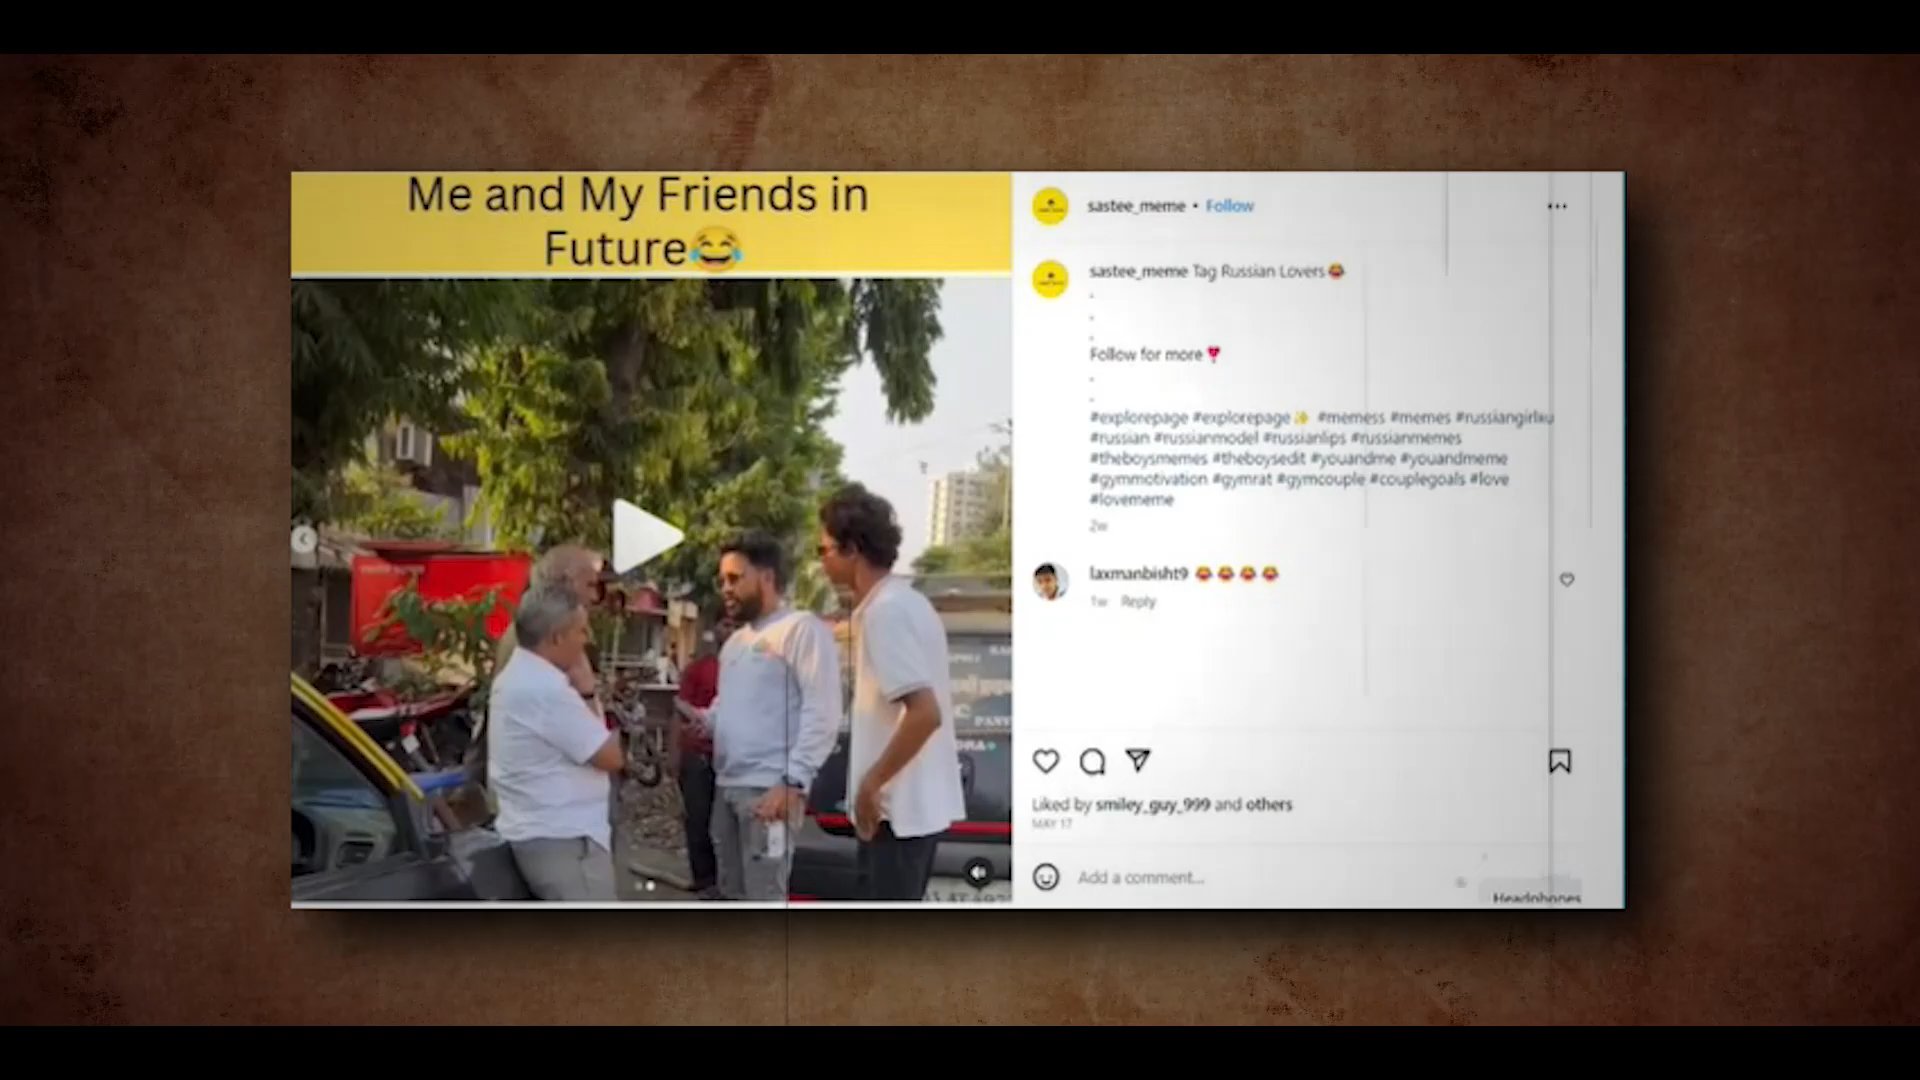 Me and My Friends in
Future😂
sastee_meme • Follow
sastee_meme Tag Russian Lovers😂
.
.
.
Follow for more❣
.
.
#explorepage #explorepage✨ #memess #memes #russiangirlxu
#russian #russianmodel #russianlips #russianmemes
#theboysmemes #theboysedit #youandme #youandmeme
#gymmotivation #gymrat #gymcouple #couplegoals #love
#lovememe
2w
laxmanbisht9 😂😂😂😂
1w Reply
Liked by smiley_guy_999 and others
MAY 17
Add a comment...
Headphones